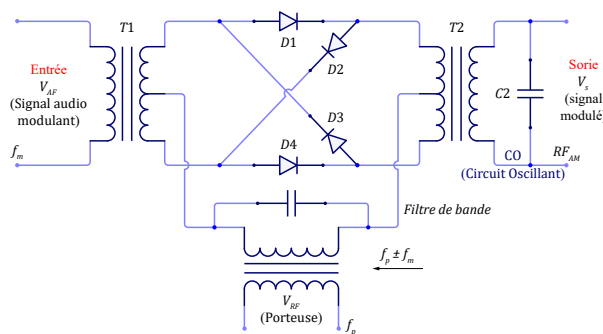 T1
D1
D2
T2
Entrée
V_AF
(Signal audio
modulant)
f_m
D3
D4
C2
Sorie
V_s
(signal
modulé)
CO
(Circuit Oscillant)
RF_AM
Filtre de bande
f_p ± f_m
V_RF
(Porteuse)
f_p